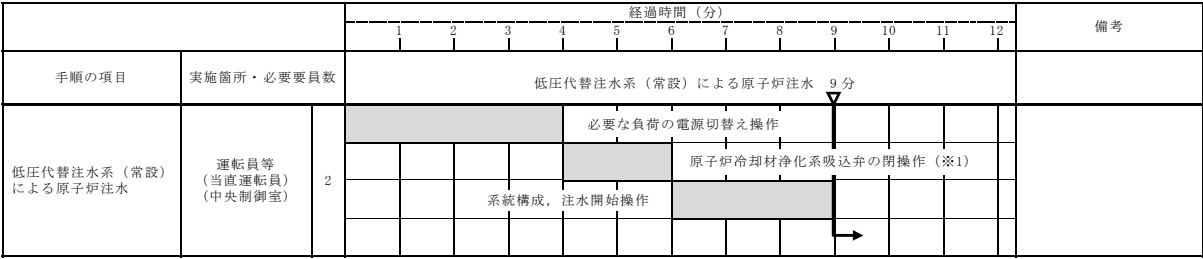 経過時間（分）
備考
1 2 3 4 5 6 7 8 9 10 11 12
手順の項目
実施箇所・必要要員数
低圧代替注水系（常設）による原子炉注水 9分
低圧代替注水系（常設）
による原子炉注水
運転員等
（当直運転員）
（中央制御室）
2
必要な負荷の電源切替え操作
原子炉冷却材浄化系吸込弁の閉操作（※1）
系統構成，注水開始操作